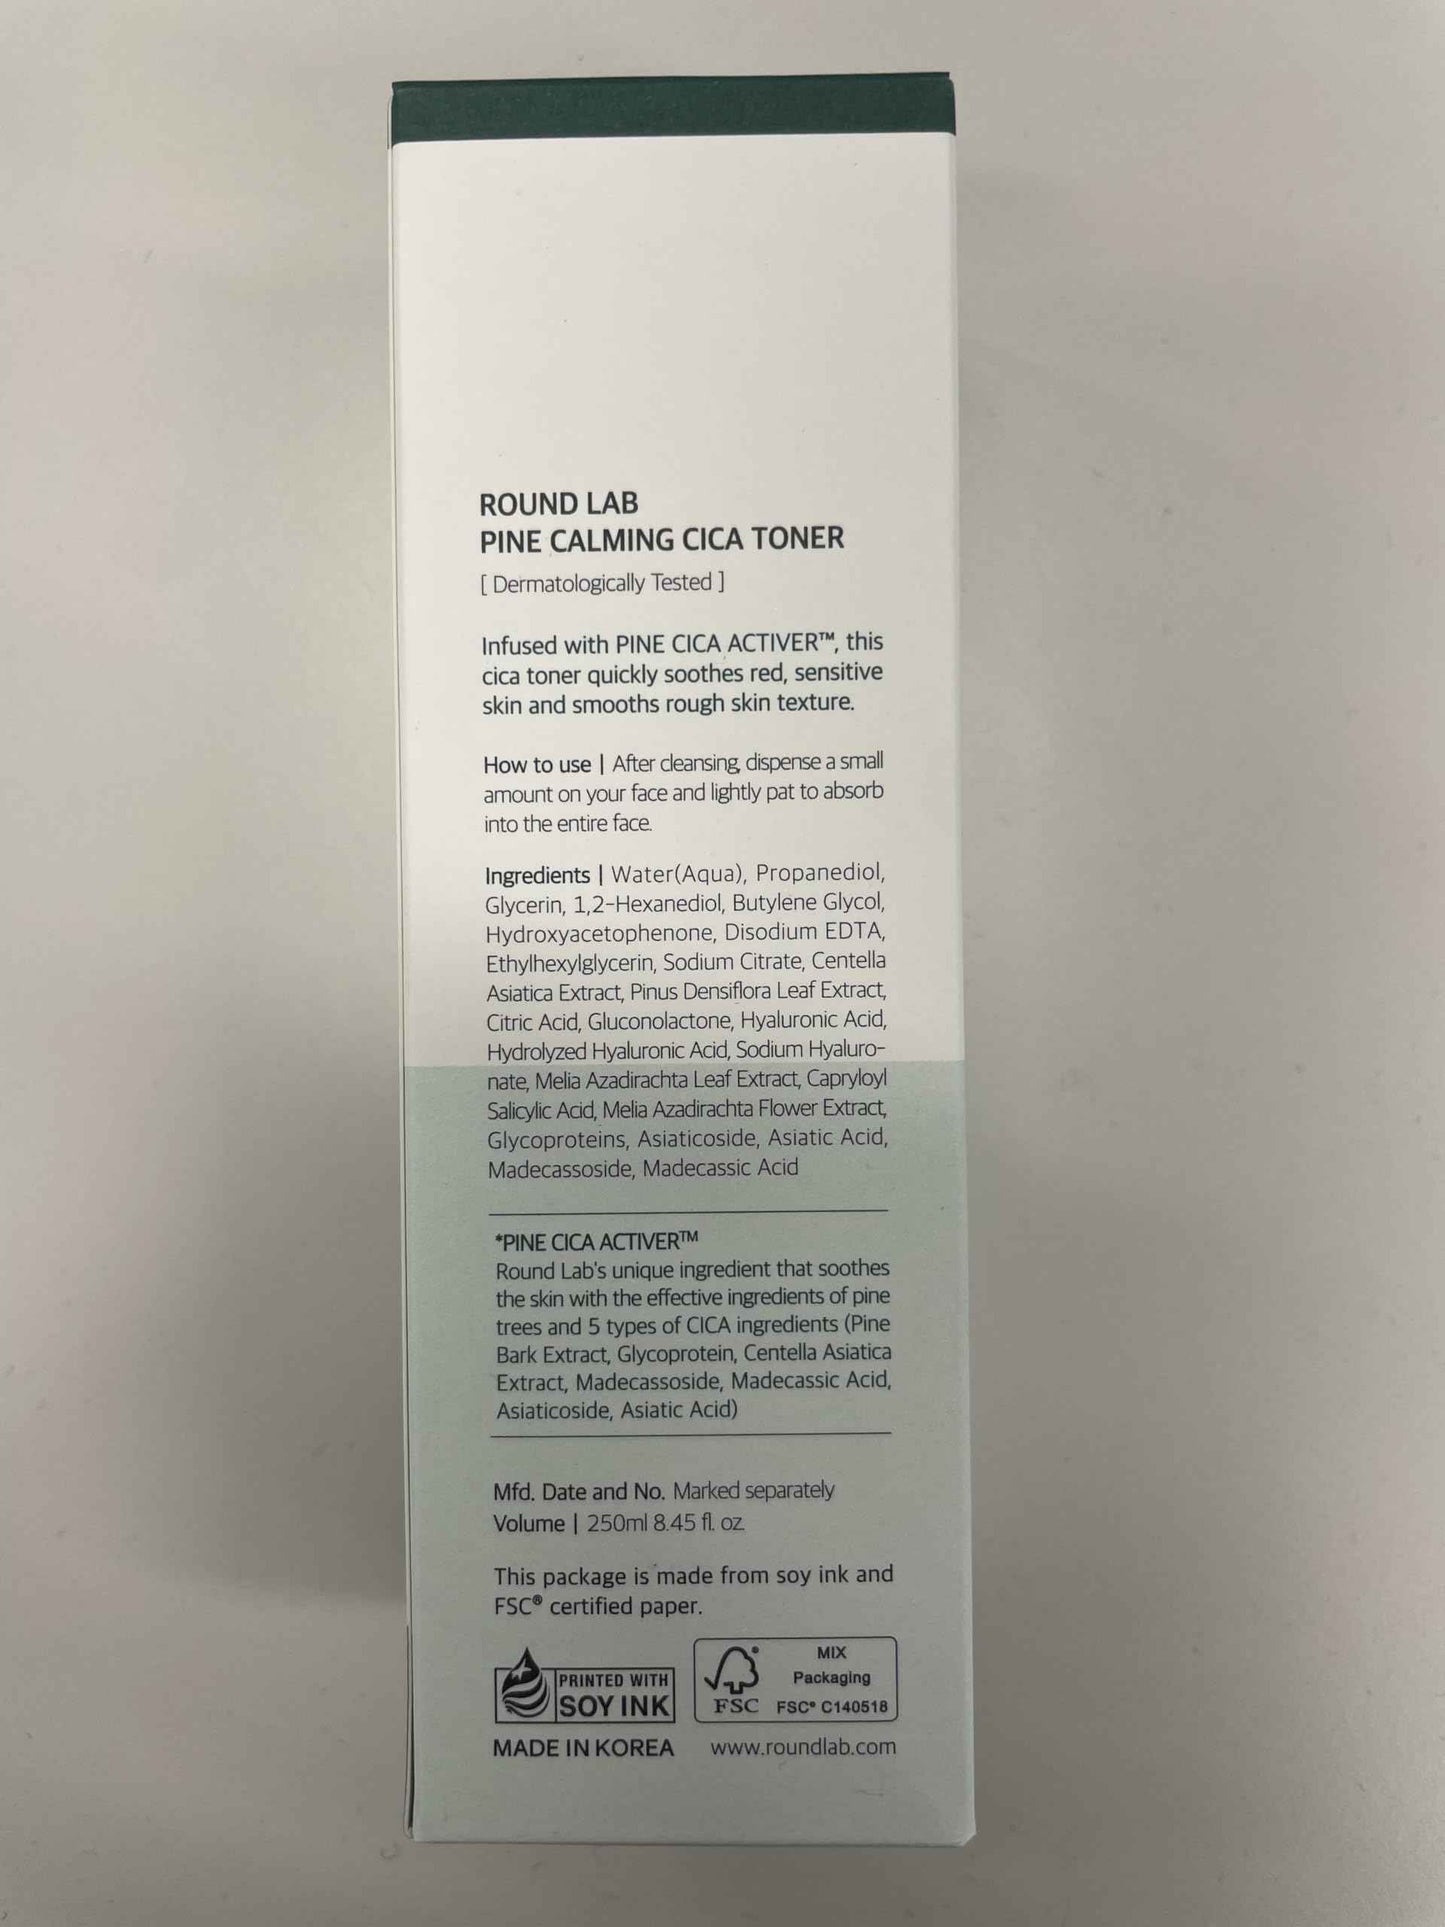 ROUND LAB
PINE CALMING CICA TONER
[ Dermatologically Tested ]
Infused with PINE CICA ACTIVER™, this
cica toner quickly soothes red, sensitive
skin and smooths rough skin texture.
How to use | After cleansing, dispense a small
amount on your face and lightly pat to absorb
into the entire face.
Ingredients | Water(Aqua), Propanediol,
Glycerin, 1,2-Hexanediol, Butylene Glycol,
Hydroxyacetophenone, Disodium EDTA,
Ethylhexylglycerin, Sodium Citrate, Centella
Asiatica Extract, Pinus Densiflora Leaf Extract,
Citric Acid, Gluconolactone, Hyaluronic Acid,
Hydrolyzed Hyaluronic Acid, Sodium Hyaluro-
nate, Melia Azadirachta Leaf Extract, Capryloyl
Salicylic Acid, Melia Azadirachta Flower Extract,
Glycoproteins, Asiaticoside, Asiatic Acid,
Madecassoside, Madecassic Acid
*PINE CICA ACTIVER™
Round Lab's unique ingredient that soothes
the skin with the effective ingredients of pine
trees and 5 types of CICA ingredients (Pine
Bark Extract, Glycoprotein, Centella Asiatica
Extract, Madecassoside, Madecassic Acid,
Asiaticoside, Asiatic Acid)
Mfd. Date and No. Marked separately
Volume | 250ml 8.45 fl. oz
This package is made from soy ink and
FSC® certified paper.
PRINTED WITH
SOY INK
FSC
MIX
Packaging
FSC® C140518
MADE IN KOREA
www.roundlab.com